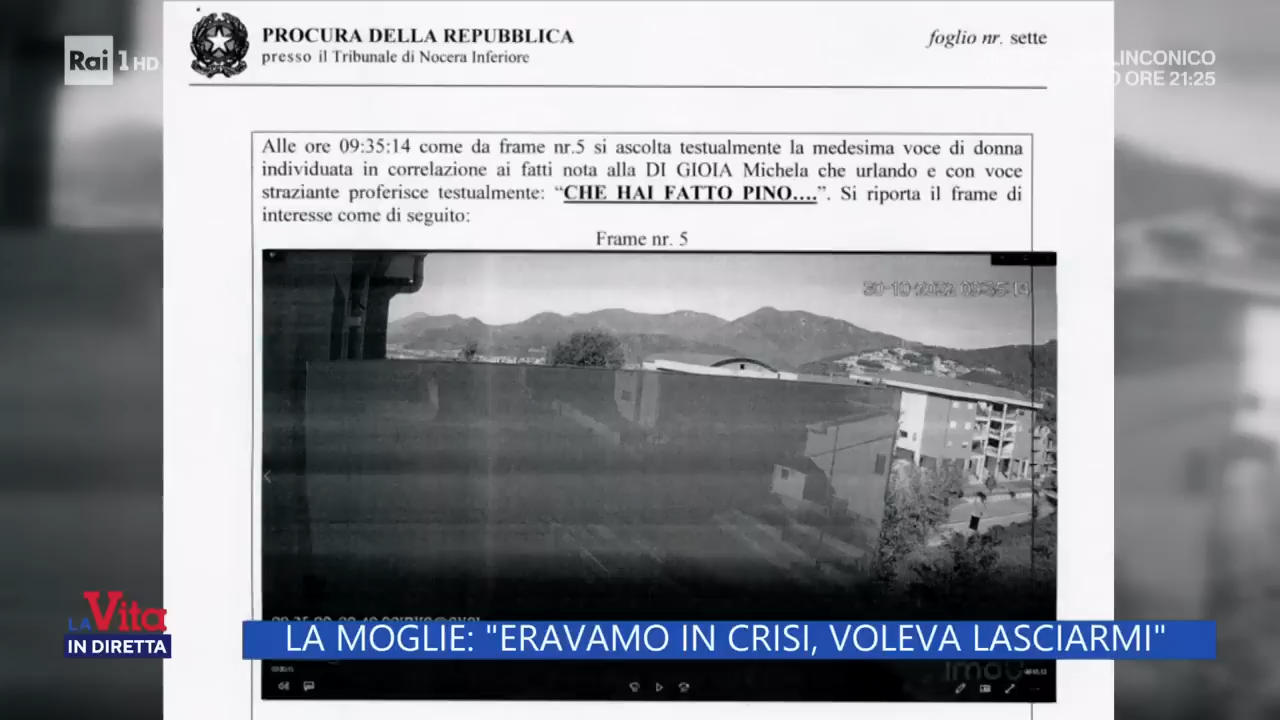 PROCURA DELLA REPUBBLICA
presso il Tribunale di Nocera Inferiore
foglio nr. sette
Rai 1 HD
LINCONICO
ORE 21:25
Alle ore 09:35:14 come da frame nr.5 si ascolta testualmente la medesima voce di donna
individuata in correlazione ai fatti nota alla DI GIOIA Michela che urlando e con voce
straziante proferisce testualmente: “CHE HAI FATTO PINO….”. Si riporta il frame di
interesse come di seguito:
Frame nr. 5
LA Vita
IN DIRETTA
LA MOGLIE: "ERAVAMO IN CRISI, VOLEVA LASCIARMI"